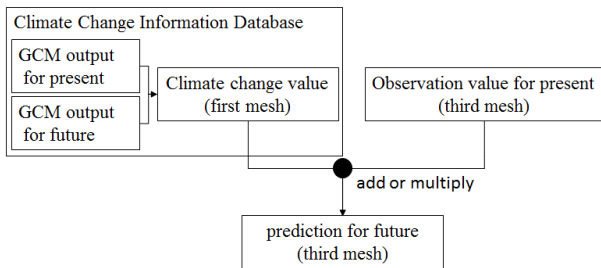 Climate Change Information Database
GCM output
for present
GCM output
for future
Climate change value
(first mesh)
Observation value for present
(third mesh)
add or multiply
prediction for future
(third mesh)